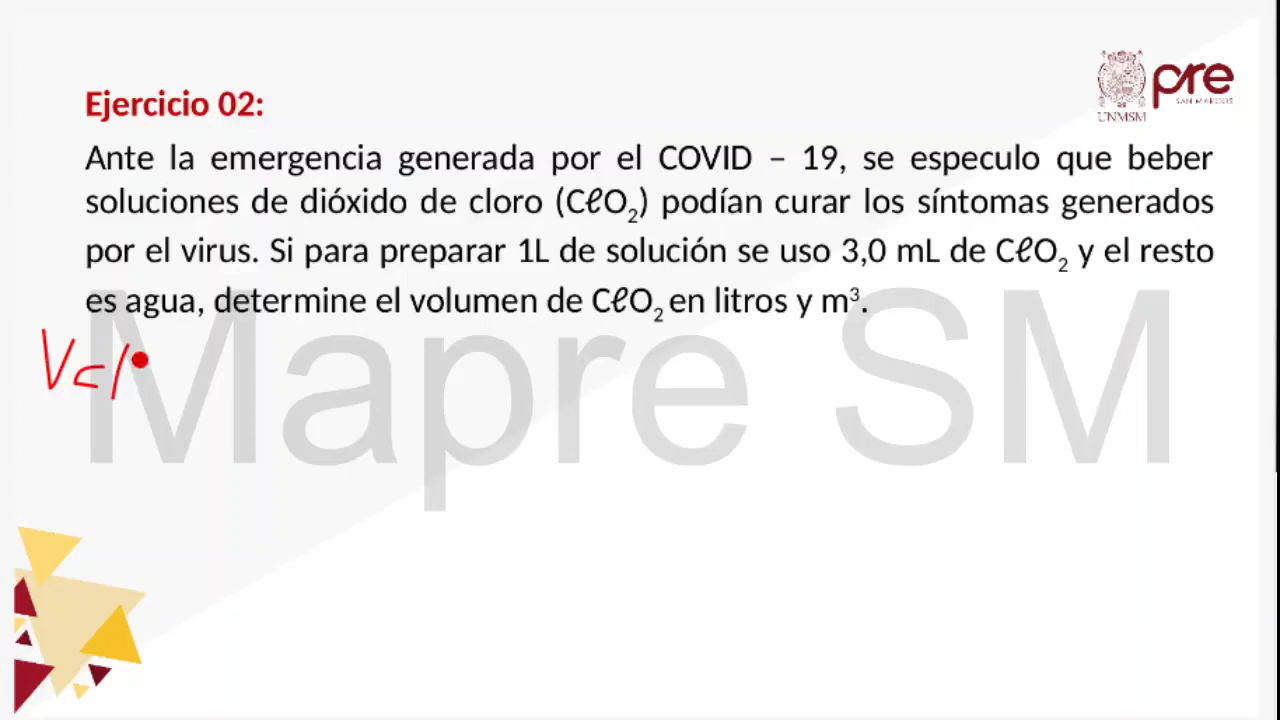 pre
SAN MARCOS
UNMSM
Ejercicio 02:
Ante la emergencia generada por el COVID – 19, se especulo que beber
soluciones de dióxido de cloro (CℓO₂) podían curar los síntomas generados
por el virus. Si para preparar 1L de solución se uso 3,0 mL de CℓO₂ y el resto
es agua, determine el volumen de CℓO₂ en litros y m³.
Vcl
Mapre SM